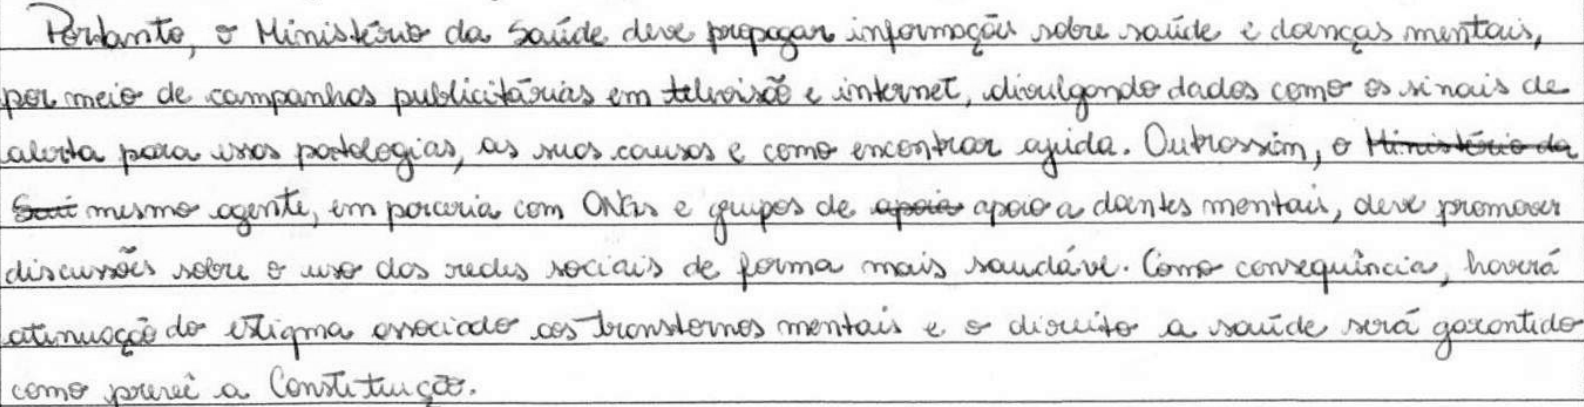 Portanto, o Ministério da Saúde deve propagar informações sobre saúde e doenças mentais,
por meio de campanhas publicitárias em televisão e internet, divulgando dados como os sinais de
alerta para essas patologias, as suas causas e como encontrar ajuda. Outrossim, o ~~Ministério da~~
~~Saú~~ mesmo agente, em parceria com ONGs e grupos de ~~apoio~~ apoio a doentes mentais, deve promover
discussões sobre o uso das redes sociais de forma mais saudável. Como consequência, haverá
atenuação do estigma associado aos transtornos mentais e o direito a saúde será garantido
como prevê a Constituição.